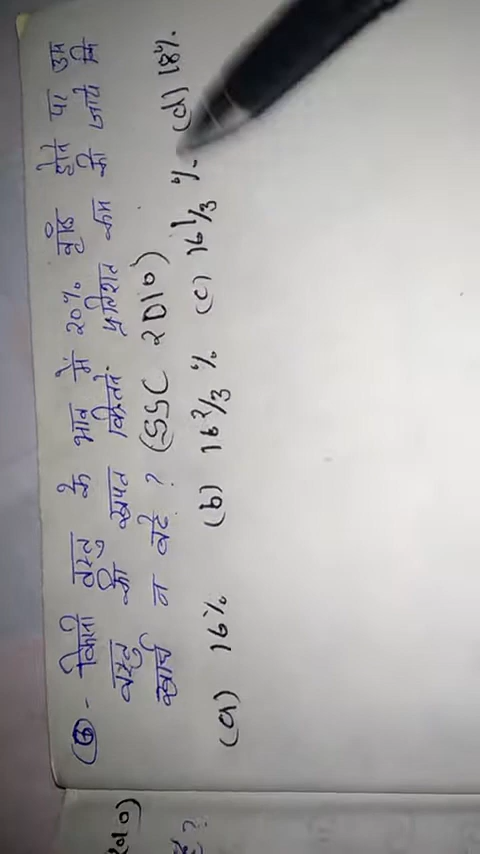 (6)- किसी वस्तु के भाव में 20% वृद्धि होने पर उस
वस्तु की खपत कितने प्रतिशत कम की जाये कि
खर्च न बढे ? (SSC 2010)
(a) 16% (b) 16 2/3 % (c) 16 1/3 % (d) 18%